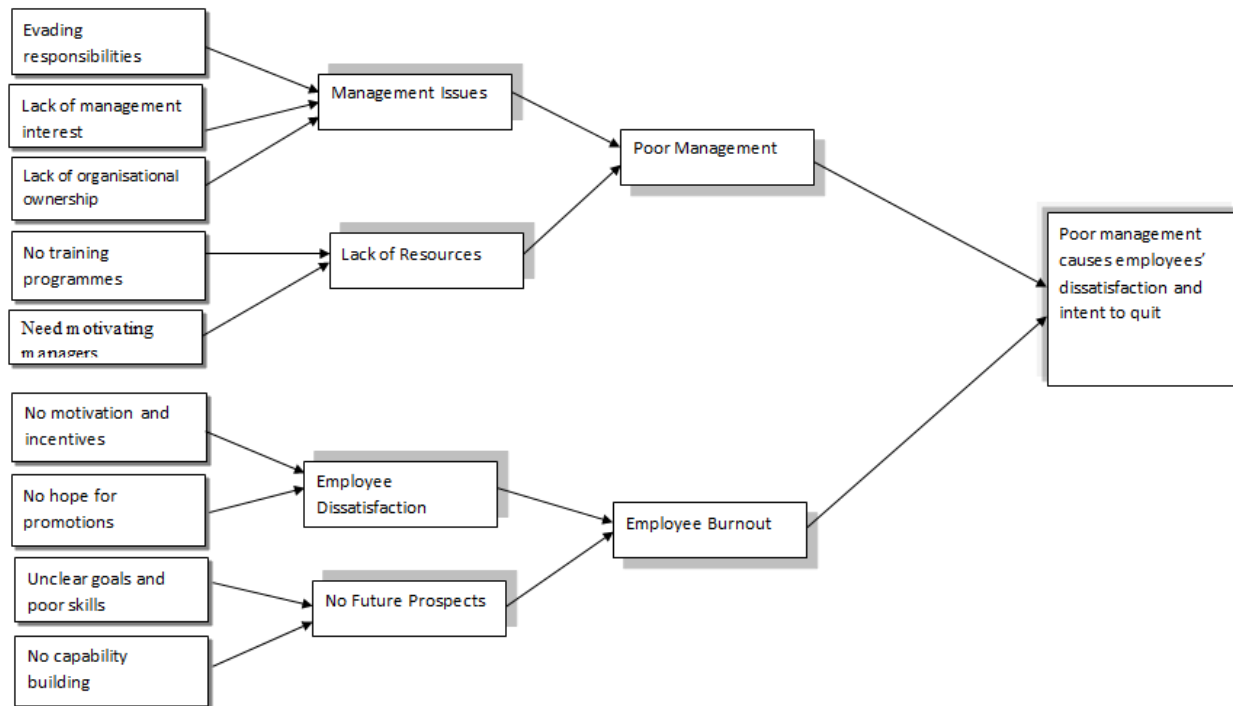 Evading
responsibilities
Lack of management
interest
Lack of organisational
ownership
No training
programmes
Need motivating
managers
No motivation and
incentives
No hope for
promotions
Unclear goals and
poor skills
No capability
building
Management Issues
Lack of Resources
Employee
Dissatisfaction
No Future Prospects
Poor Management
Employee Burnout
Poor management
causes employees’
dissatisfaction and
intent to quit